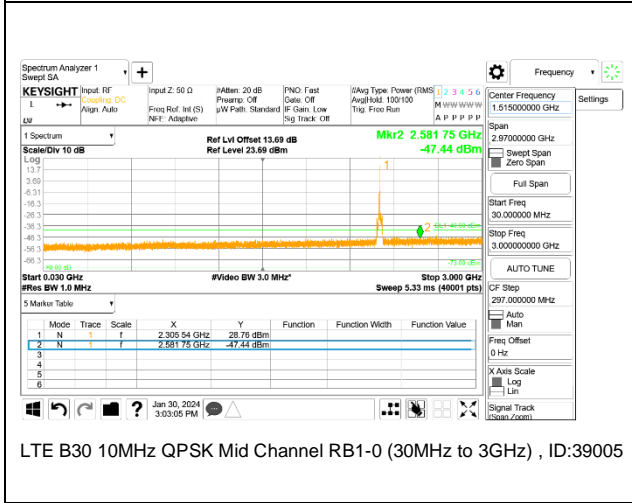 Spectrum Analyzer 1
Swept SA
+
Frequency
KEYSIGHT
Input: RF
Coupling: DC
Align: Auto
Input Z: 50 Ω
Freq Ref: Int (S)
NFE: Adaptive
#Atten: 20 dB
Preamp: Off
µW Path: Standard
PNO: Fast
Gate: Off
IF Gain: Low
Sig Track: Off
#Avg Type: Power (RMS
Avg|Hold: 100/100
Trig: Free Run
1 2 3 4 5 6
M W W W W W
A P P P P P
Center Frequency
1.515000000 GHz
Settings
Span
2.97000000 GHz
Swept Span
Zero Span
Full Span
Start Freq
30.000000 MHz
Stop Freq
3.000000000 GHz
AUTO TUNE
CF Step
297.000000 MHz
Auto
Man
Freq Offset
0 Hz
X Axis Scale
Log
Lin
Signal Track
(Span Zoom)
1 Spectrum
Scale/Div 10 dB
Ref Lvl Offset 13.69 dB
Ref Level 23.69 dBm
Mkr2 2.581 75 GHz
-47.44 dBm
Log
13.7
3.69
-6.31
-16.3
-26.3
-36.3
-46.3
-56.3
-66.3
1
2
Start 0.030 GHz
#Res BW 1.0 MHz
#Video BW 3.0 MHz*
Stop 3.000 GHz
Sweep 5.33 ms (40001 pts)
5 Marker Table
Mode Trace Scale X Y Function Function Width Function Value
1 N 1 f 2.305 54 GHz 28.76 dBm
2 N 1 f 2.581 75 GHz -47.44 dBm
3
4
5
6
?
Jan 30, 2024
3:03:05 PM
LTE B30 10MHz QPSK Mid Channel RB1-0 (30MHz to 3GHz) , ID:39005